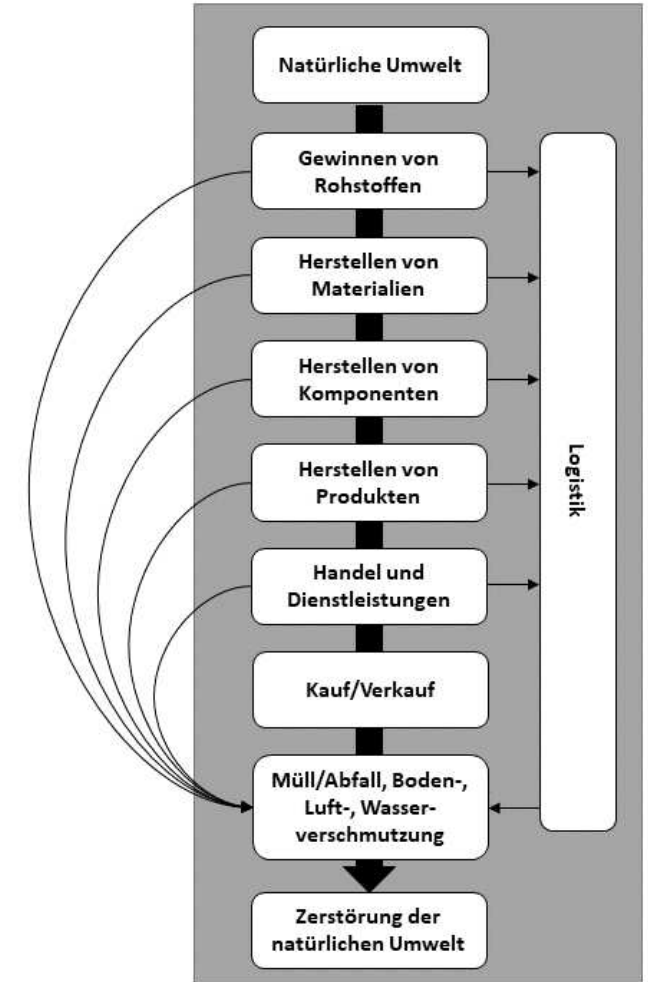 Natürliche Umwelt
Gewinnen von
Rohstoffen
Herstellen von
Materialien
Herstellen von
Komponenten
Herstellen von
Produkten
Handel und
Dienstleistungen
Kauf/Verkauf
Müll/Abfall, Boden-,
Luft-, Wasser-
verschmutzung
Zerstörung der
natürlichen Umwelt
Logistik